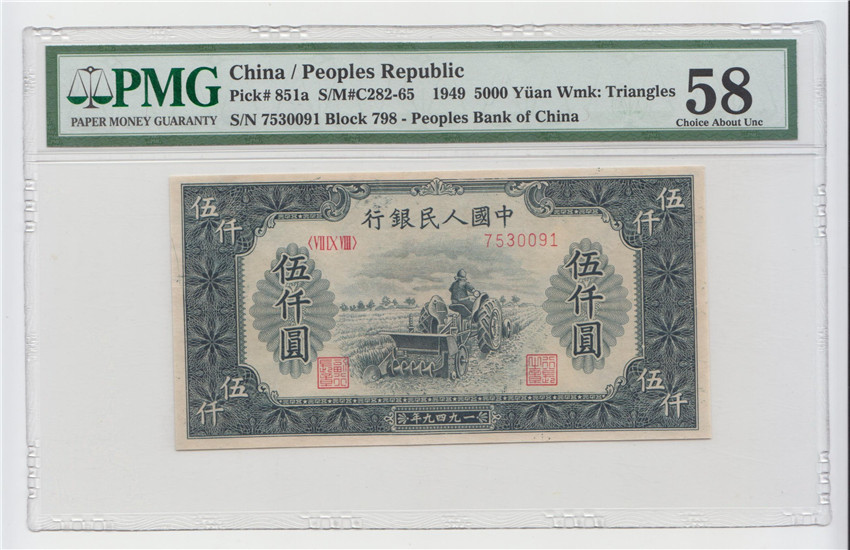 PMG
PAPER MONEY GUARANTY
China / Peoples Republic
Pick# 851a S/M#C282-65 1949 5000 Yüan Wmk: Triangles
S/N 7530091 Block 798 - Peoples Bank of China
58
Choice About Unc
伍仟
伍仟
行銀民人國中
〈VII IX VIII〉
7530091
伍仟圓
伍仟圓
伍仟
伍仟
年九四九一